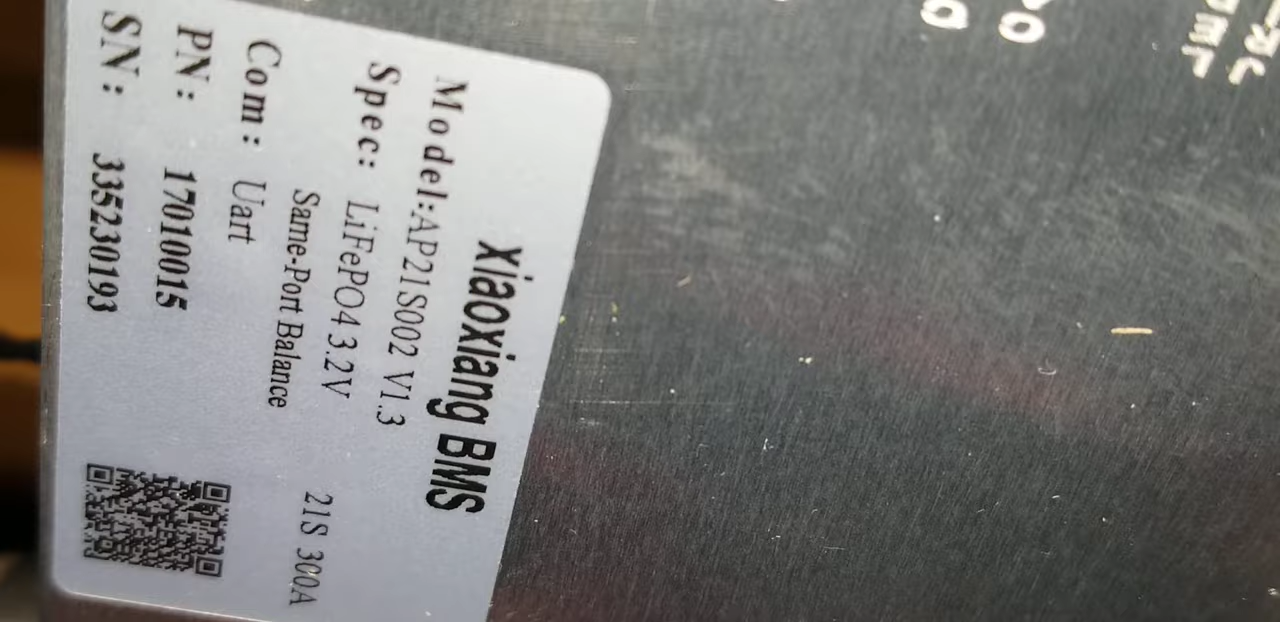 Xiaoxiang BMS
Model:AP21S002 V1.3
Spec: LiFePO4 3.2V 21S 300A
Same-Port Balance
Com: Uart
PN: 17010015
SN: 335230193